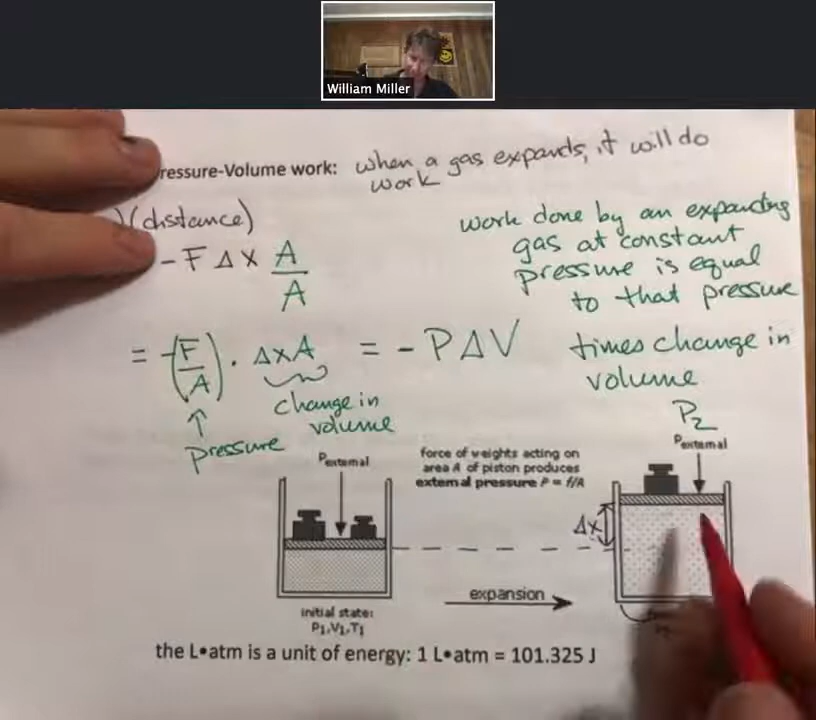 William Miller
ressure-Volume work: when a gas expands, it will do
work
)(distance)
work done by an expanding
gas at constant
pressure is equal
to that pressure
times change in
volume
-F Δx A/A
= -(F/A) · ΔxA = -PΔV
change in
volume
↑
pressure
Pexternal
force of weights acting on
area A of piston produces
external pressure P = f/A
P2
Pexternal
Δx
expansion
initial state:
P1,V1,T1
the L•atm is a unit of energy: 1 L•atm = 101.325 J